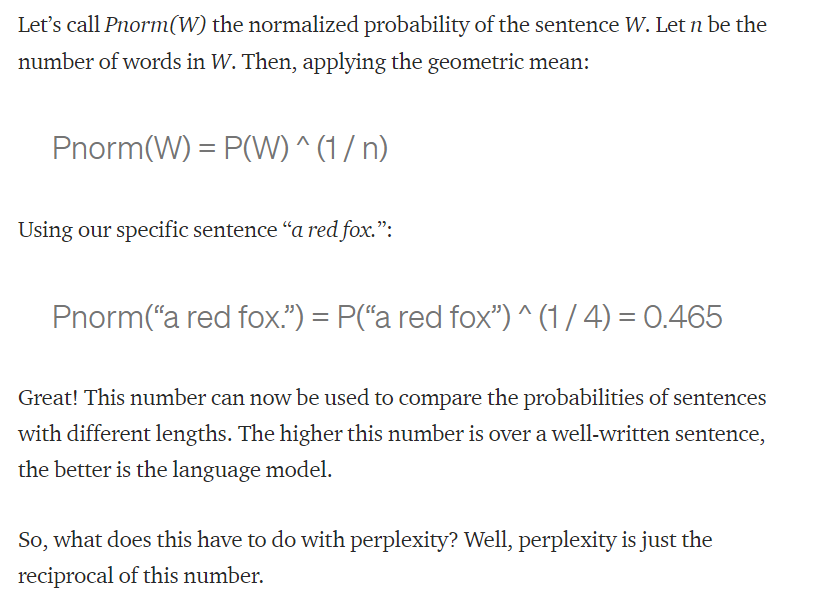 Let’s call Pnorm(W) the normalized probability of the sentence W. Let n be the
number of words in W. Then, applying the geometric mean:
Pnorm(W) = P(W) ^ (1 / n)
Using our specific sentence “a red fox.”:
Pnorm(“a red fox.”) = P(“a red fox”) ^ (1 / 4) = 0.465
Great! This number can now be used to compare the probabilities of sentences
with different lengths. The higher this number is over a well-written sentence,
the better is the language model.
So, what does this have to do with perplexity? Well, perplexity is just the
reciprocal of this number.